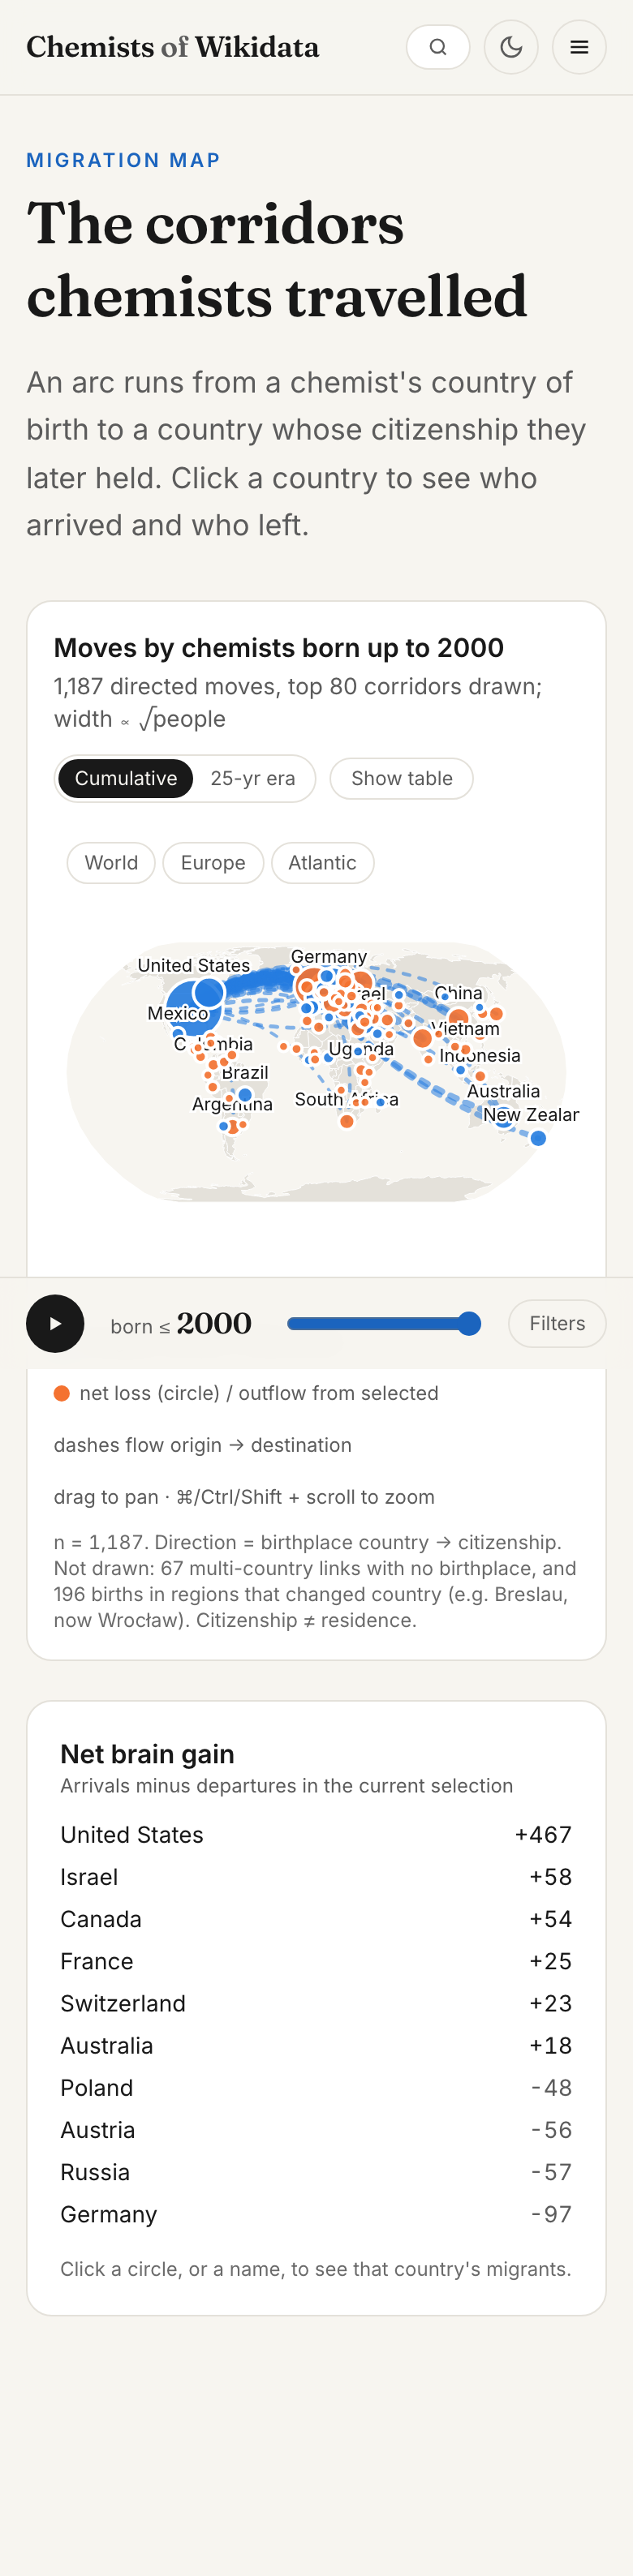 Chemists of Wikidata
MIGRATION MAP
The corridors
chemists travelled
An arc runs from a chemist's country of
birth to a country whose citizenship they
later held. Click a country to see who
arrived and who left.
Moves by chemists born up to 2000
1,187 directed moves, top 80 corridors drawn;
width ∝ √people
Cumulative 25-yr era Show table
World Europe Atlantic
Germany
United States
China
Mexico
Vietnam
Uganda
Indonesia
Brazil
Australia
Argentina
South Africa
New Zealan
born ≤ 2000 Filters
net loss (circle) / outflow from selected
dashes flow origin → destination
drag to pan · ⌘/Ctrl/Shift + scroll to zoom
n = 1,187. Direction = birthplace country → citizenship.
Not drawn: 67 multi-country links with no birthplace, and
196 births in regions that changed country (e.g. Breslau,
now Wrocław). Citizenship ≠ residence.
Net brain gain
Arrivals minus departures in the current selection
United States +467
Israel +58
Canada +54
France +25
Switzerland +23
Australia +18
Poland -48
Austria -56
Russia -57
Germany -97
Click a circle, or a name, to see that country's migrants.